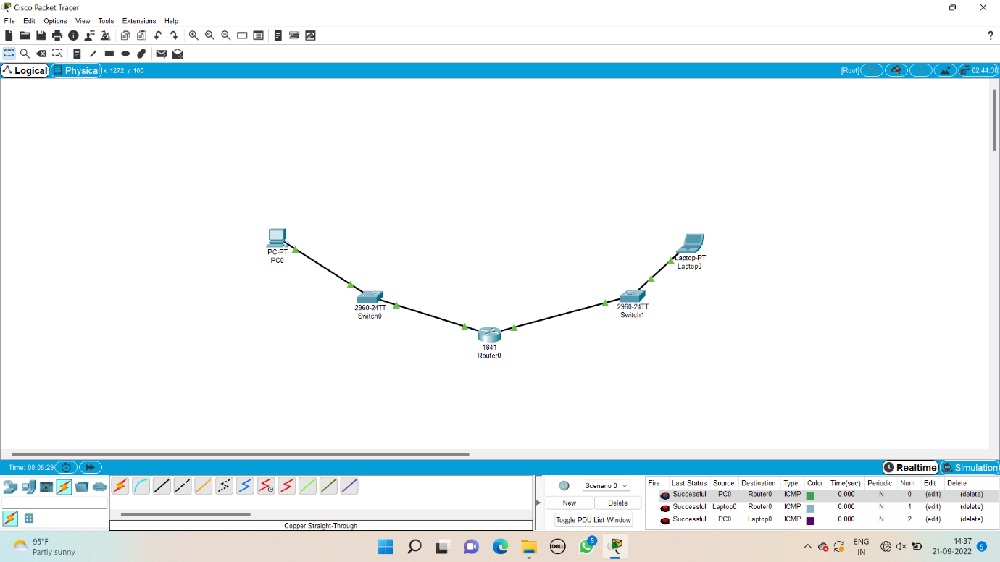 Cisco Packet Tracer
File Edit Options View Tools Extensions Help
?
Logical Physical x: 1272, y: 105 [Root] 02:44:30
PC-PT
PC0
Laptop-PT
Laptop0
2960-24TT
Switch0
2960-24TT
Switch1
1841
Router0
Time: 00:05:29 Realtime Simulation
Scenario 0
New Delete
Toggle PDU List Window
Copper Straight-Through
Fire Last Status Source Destination Type Color Time(sec) Periodic Num Edit Delete
Successful PC0 Router0 ICMP 0.000 N 0 (edit) (delete)
Successful Laptop0 Router0 ICMP 0.000 N 1 (edit) (delete)
Successful PC0 Laptop0 ICMP 0.000 N 2 (edit) (delete)
95°F
Partly sunny
DELL
5
ENG
IN
14:37
21-09-2022
5